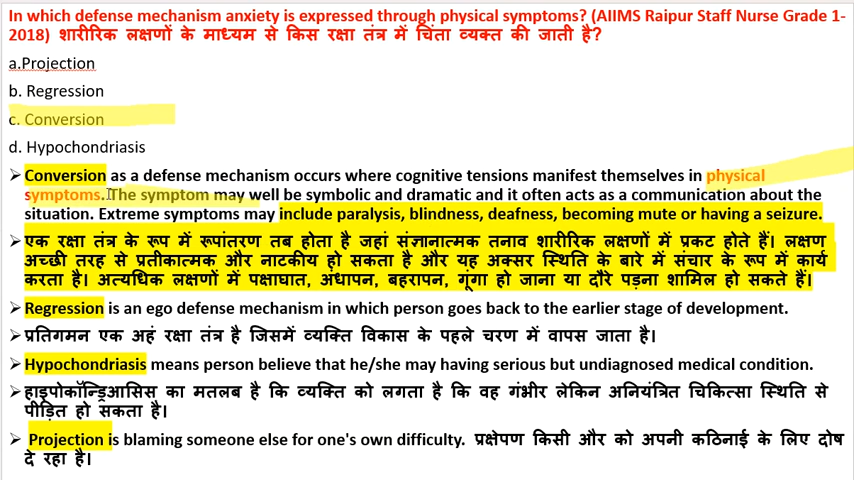 In which defense mechanism anxiety is expressed through physical symptoms? (AIIMS Raipur Staff Nurse Grade 1-
2018) शारीरिक लक्षणों के माध्यम से किस रक्षा तंत्र में चिंता व्यक्त की जाती है?
a.Projection
b. Regression
c. Conversion
d. Hypochondriasis
➢ Conversion as a defense mechanism occurs where cognitive tensions manifest themselves in physical
symptoms. The symptom may well be symbolic and dramatic and it often acts as a communication about the
situation. Extreme symptoms may include paralysis, blindness, deafness, becoming mute or having a seizure.
➢ एक रक्षा तंत्र के रूप में रूपांतरण तब होता है जहां संज्ञानात्मक तनाव शारीरिक लक्षणों में प्रकट होते हैं। लक्षण
अच्छी तरह से प्रतीकात्मक और नाटकीय हो सकता है और यह अक्सर स्थिति के बारे में संचार के रूप में कार्य
करता है। अत्यधिक लक्षणों में पक्षाघात, अंधापन, बहरापन, गूंगा हो जाना या दौरे पड़ना शामिल हो सकते हैं।
➢ Regression is an ego defense mechanism in which person goes back to the earlier stage of development.
➢ प्रतिगमन एक अहं रक्षा तंत्र है जिसमें व्यक्ति विकास के पहले चरण में वापस जाता है।
➢ Hypochondriasis means person believe that he/she may having serious but undiagnosed medical condition.
➢ हाइपोकॉन्ड्रिआसिस का मतलब है कि व्यक्ति को लगता है कि वह गंभीर लेकिन अनियंत्रित चिकित्सा स्थिति से
पीड़ित हो सकता है।
➢ Projection is blaming someone else for one's own difficulty. प्रक्षेपण किसी और को अपनी कठिनाई के लिए दोष
दे रहा है।